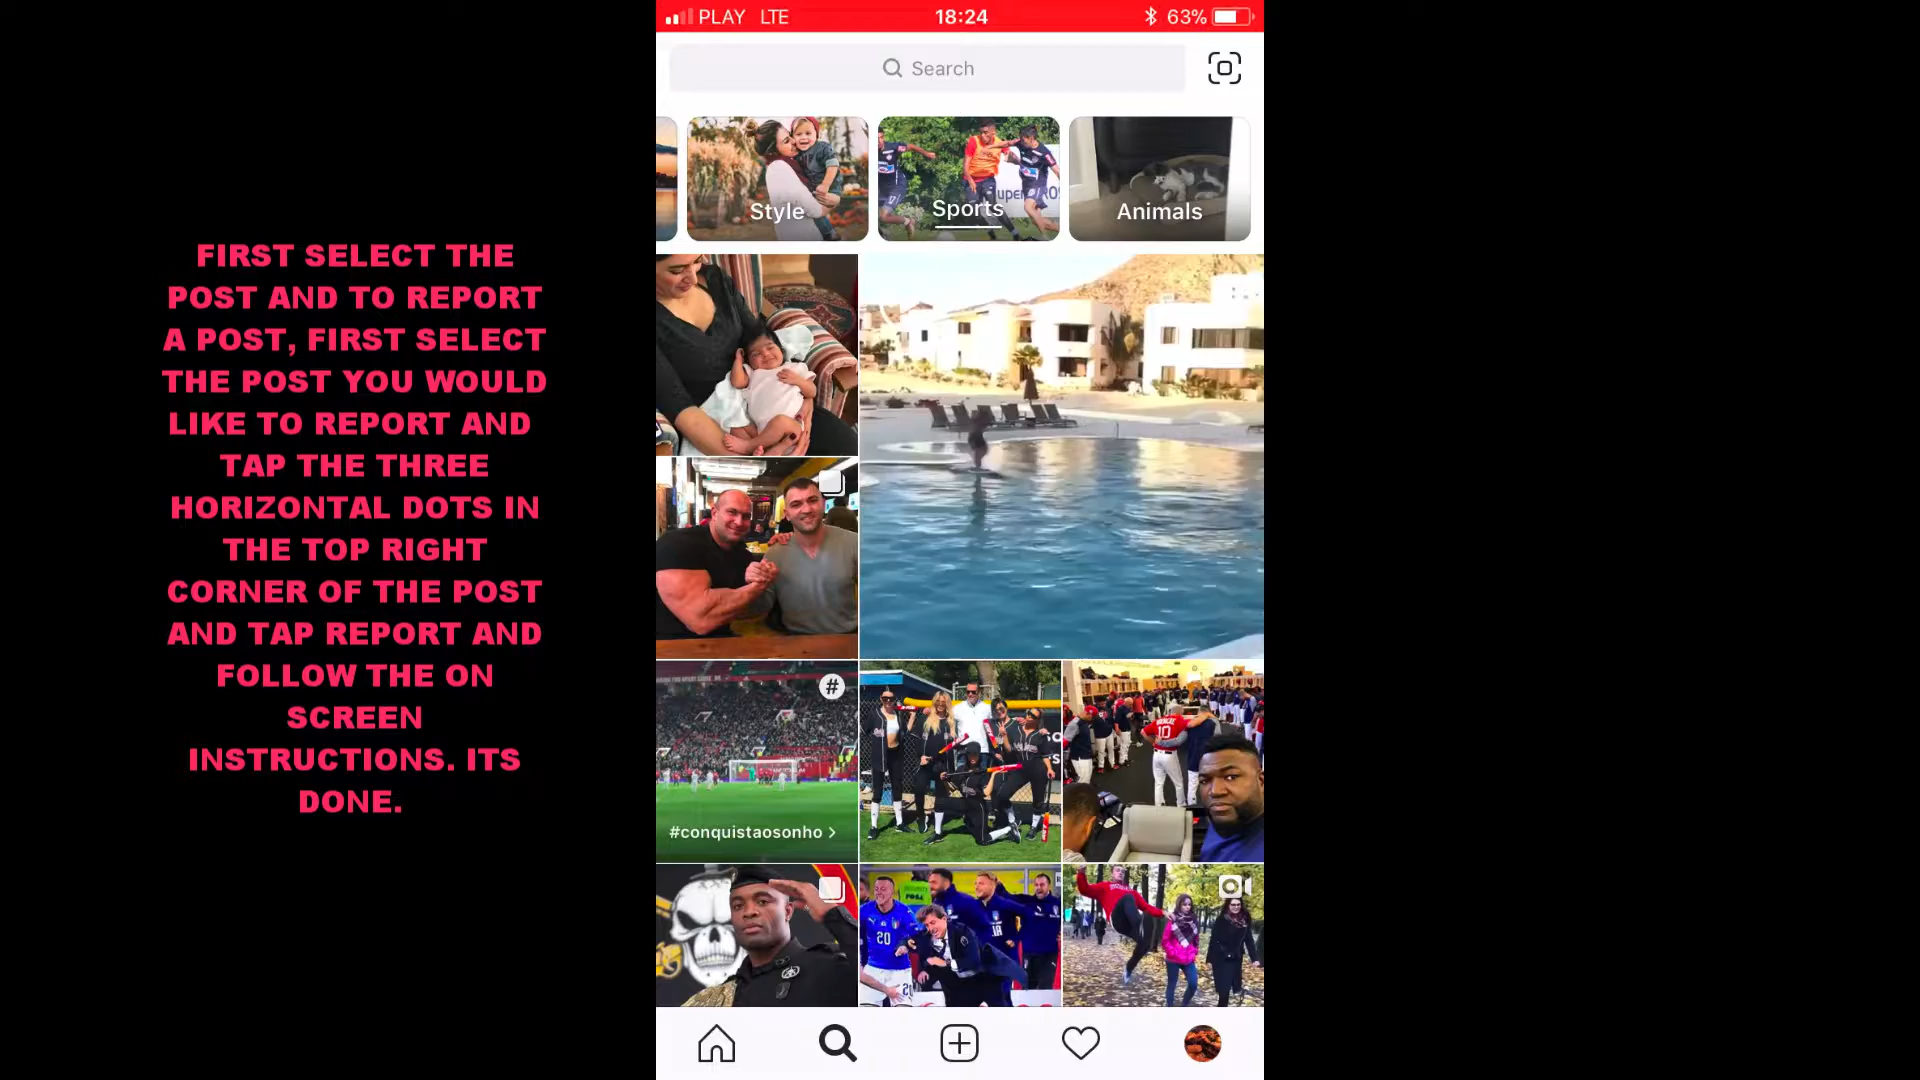 PLAY LTE 18:24 63%
Search
Style Sports Animals
FIRST SELECT THE
POST AND TO REPORT
A POST, FIRST SELECT
THE POST YOU WOULD
LIKE TO REPORT AND
TAP THE THREE
HORIZONTAL DOTS IN
THE TOP RIGHT
CORNER OF THE POST
AND TAP REPORT AND
FOLLOW THE ON
SCREEN
INSTRUCTIONS. ITS
DONE.
#
#conquistaosonho >
10
20